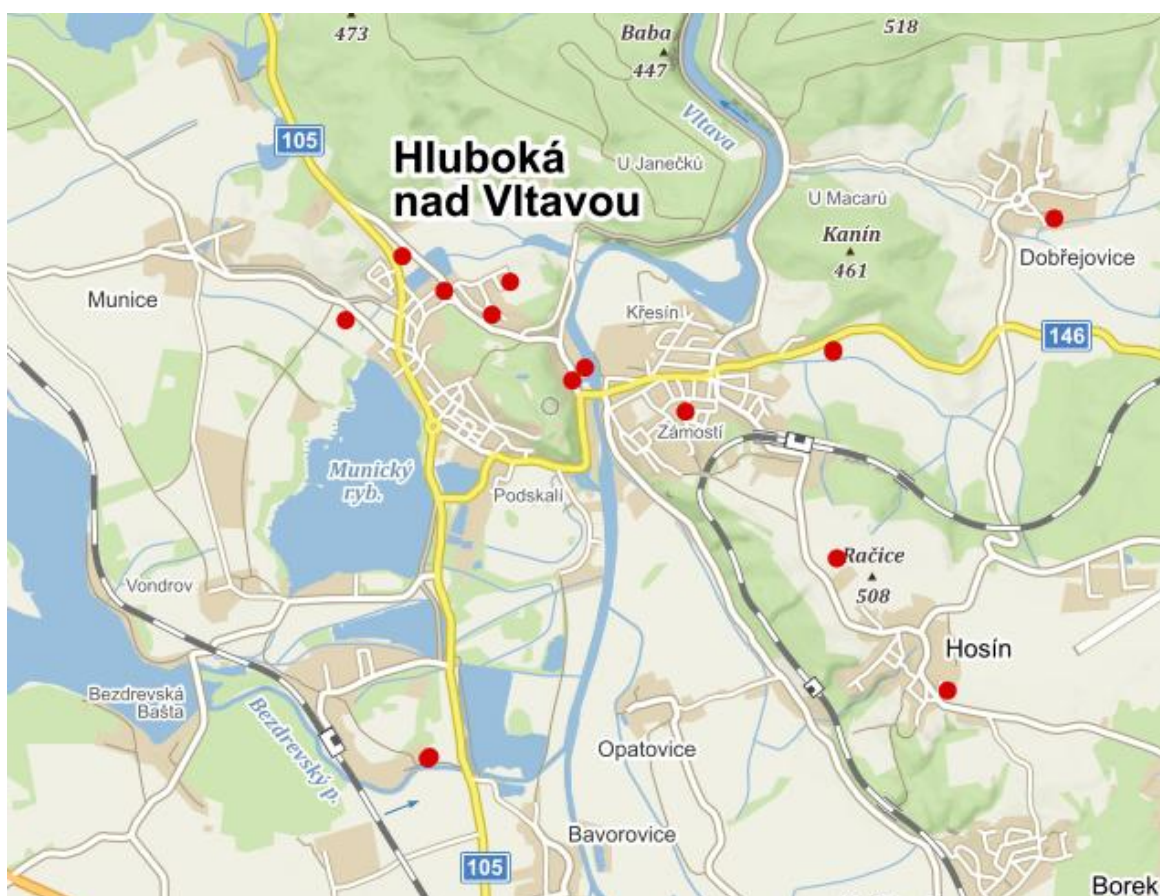 473
Baba
447
518
Vltava
105
Hluboká
nad Vltavou
U Janečků
U Macarů
Kanín
461
Dobřejovice
Munice
Křesín
146
Zámostí
Munický
ryb.
Podskalí
Račice
508
Vondrov
Hosín
Bezdrevská
Bašta
Bezdrevský p.
Opatovice
Bavorovice
105
Borek